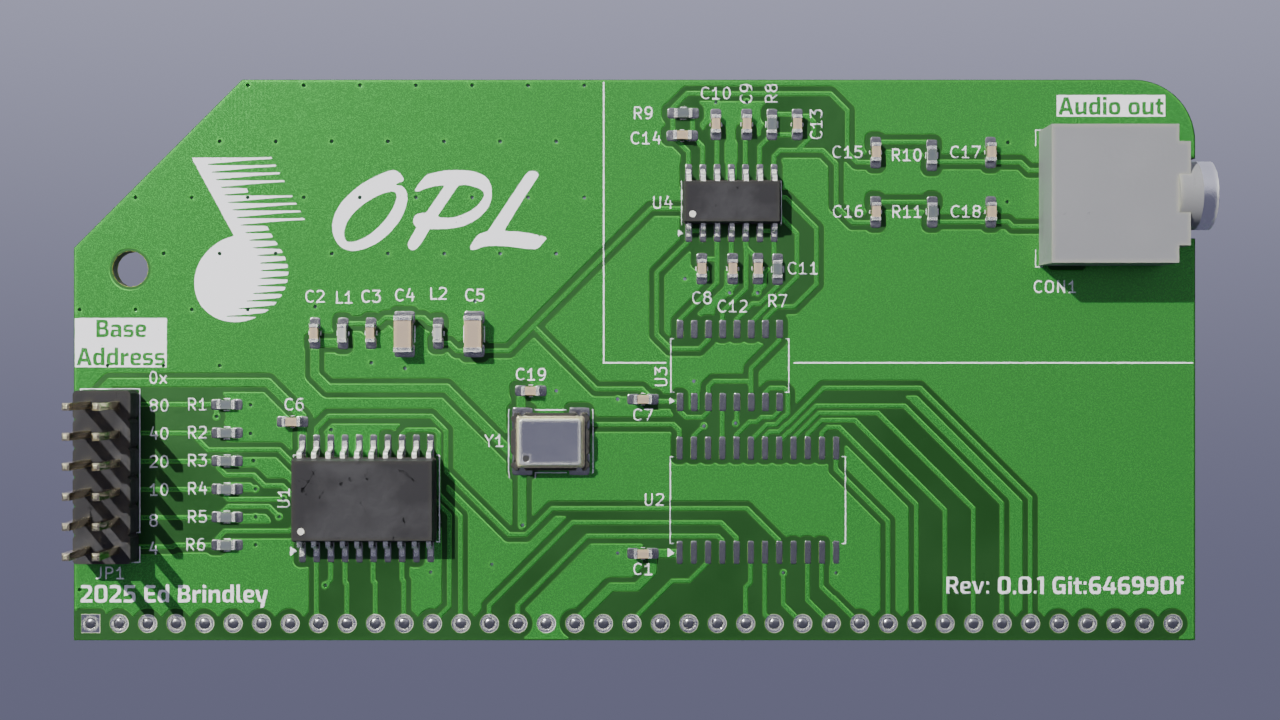 OPL
Audio out
C10
C9
R8
R9
C14
C13
C15
R10
C17
U4
C16
R11
C18
CON1
C11
C8
C12
R7
C2
L1
C3
C4
L2
C5
Base
Address
0x
80
40
20
10
8
4
R1
R2
R3
R4
R5
R6
C6
U1
C19
Y1
C7
U3
U2
C1
JP1
2025 Ed Brindley
Rev: 0.0.1 Git:646990f